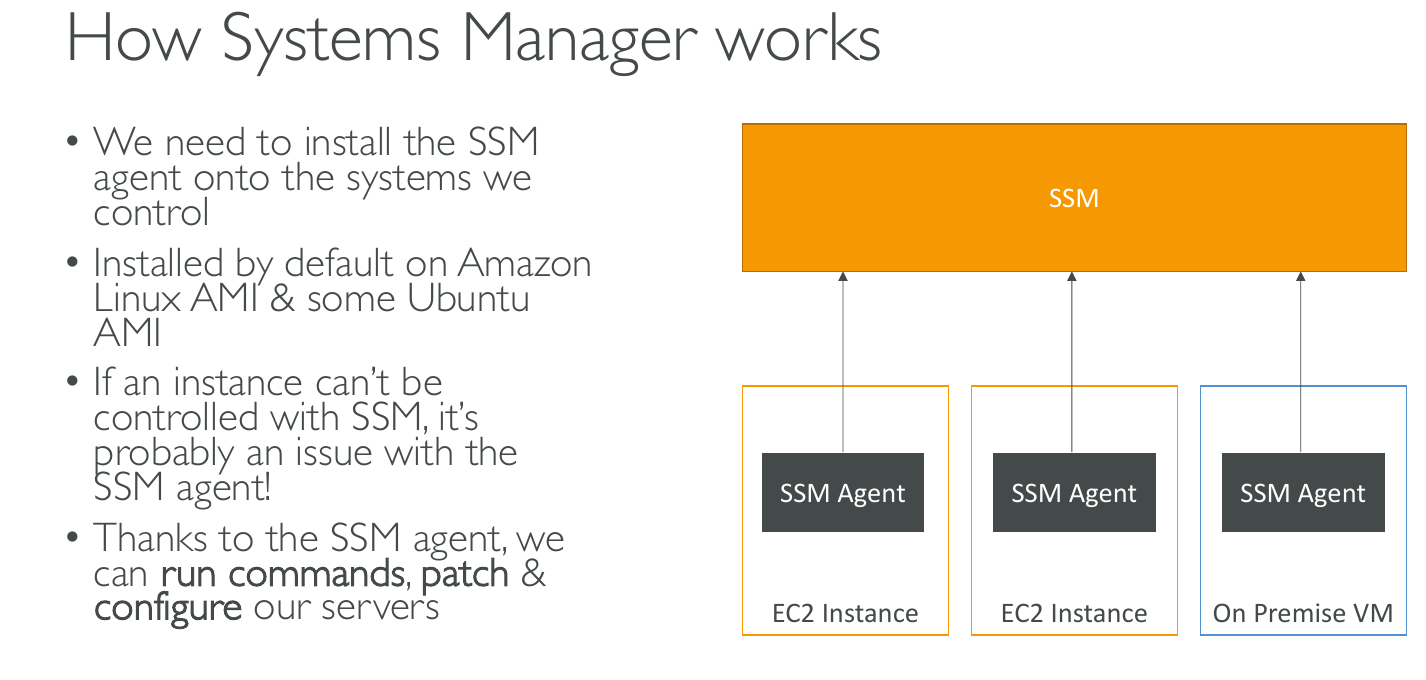 How Systems Manager works
• We need to install the SSM
agent onto the systems we
control
• Installed by default on Amazon
Linux AMI & some Ubuntu
AMI
• If an instance can't be
controlled with SSM, it's
probably an issue with the
SSM agent!
• Thanks to the SSM agent, we
can run commands, patch &
configure our servers
SSM
SSM Agent
SSM Agent
SSM Agent
EC2 Instance
EC2 Instance
On Premise VM